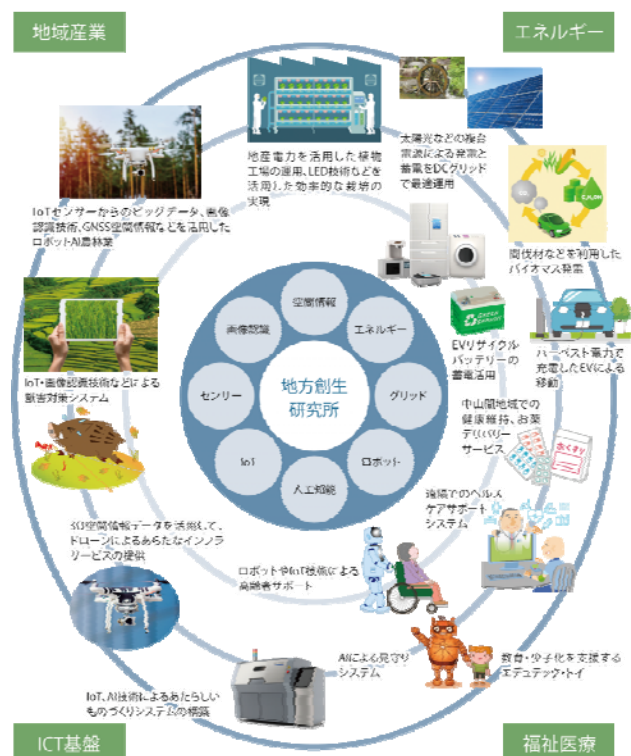 地域産業
エネルギー
地産電力を活用した植物
工場の運用、LED技術などを
活用した効率的な栽培の
実現
太陽光などの複合
電源による発電と
蓄電をDCグリッド
で最適運用
IoTセンサーからのビッグデータ、画像
認識技術、GNSS空間情報などを活用した
ロボットAI農林業
間伐材などを利用した
バイオマス発電
CO₂
C₂H₅OH
GREEN
ENERGY
EVリサイクル
バッテリーの
蓄電活用
ハーベスト電力で
充電したEVによる
移動
IoT・画像認識技術などによる
獣害対策システム
空間情報
画像認識
エネルギー
センサー
地方創生
研究所
グリッド
IoT
ロボット
人工知能
中山間地域での
健康維持、お薬
デリバリー
サービス
おくすり
遠隔でのヘルス
ケアサポート
システム
3D空間情報データを活用して、
ドローンによるあらたなインフラ
サービスの提供
ロボットやIoT技術による
高齢者サポート
AIによる見守り
システム
教育・少子化を支援する
エデュテック・トイ
IoT、AI技術によるあたらしい
ものづくりシステムの構築
ICT基盤
福祉医療